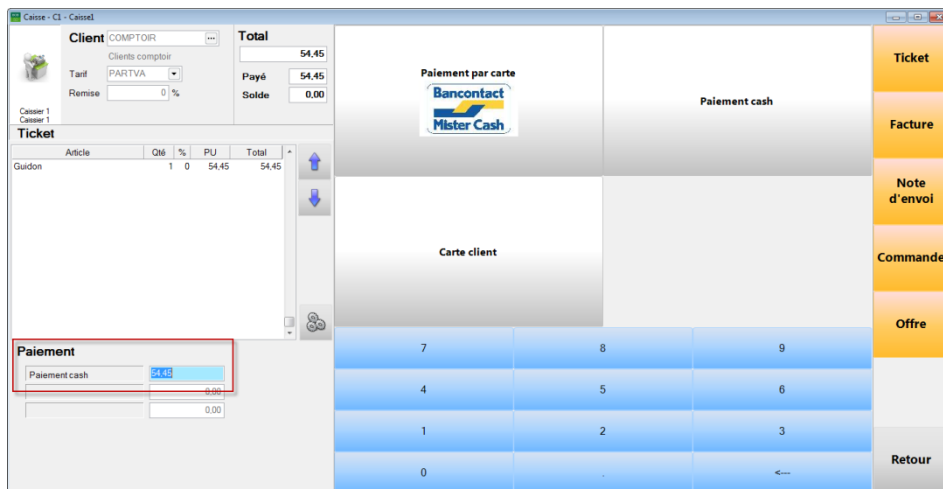 Caisse - C1 - Caisse1
Client COMPTOIR ...
Clients comptoir
Tarif PARTVA
Remise 0 %
Caissier 1
Caissier 1
Total
54,45
Payé 54,45
Solde 0,00
Ticket
Article Qté % PU Total
Guidon 1 0 54,45 54,45
Paiement
Paiement cash 54,45
0,00
0,00
Paiement par carte
Bancontact
Mister Cash
Paiement cash
Carte client
7 8 9
4 5 6
1 2 3
0 . <---
Ticket
Facture
Note
d'envoi
Commande
Offre
Retour